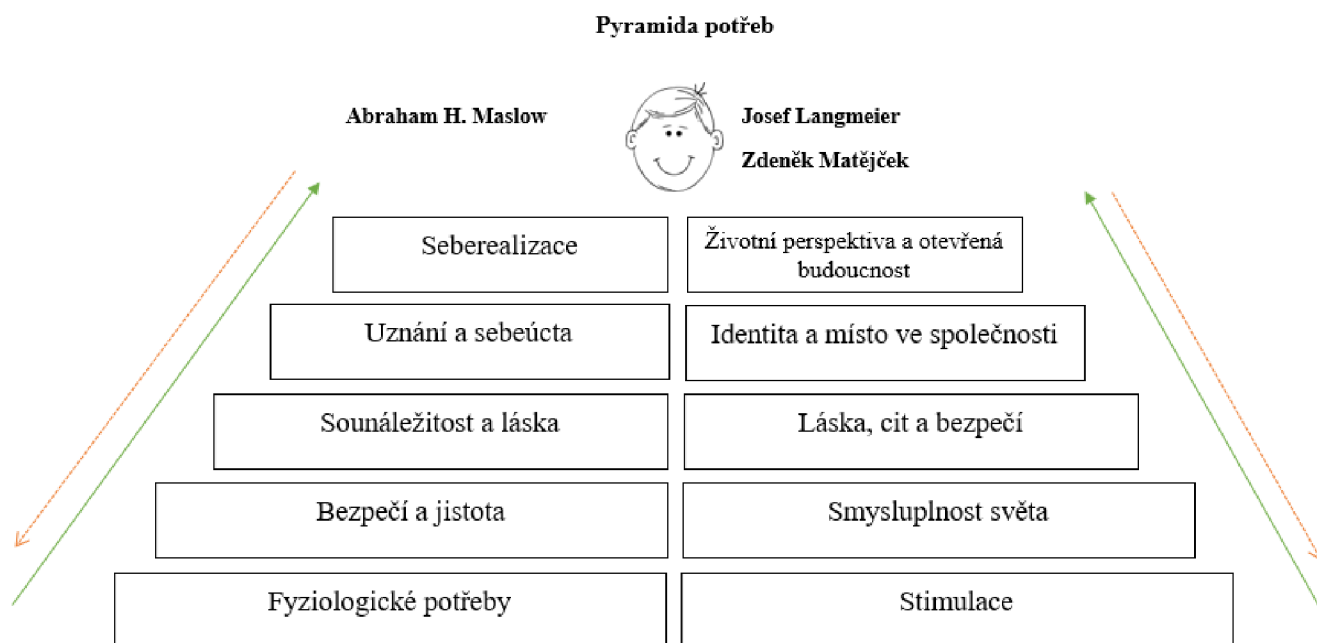 Pyramida potřeb
Abraham H. Maslow
Josef Langmeier
Zdeněk Matějček
Seberealizace
Životní perspektiva a otevřená
budoucnost
Uznání a sebeúcta
Identita a místo ve společnosti
Sounáležitost a láska
Láska, cit a bezpečí
Bezpečí a jistota
Smysluplnost světa
Fyziologické potřeby
Stimulace